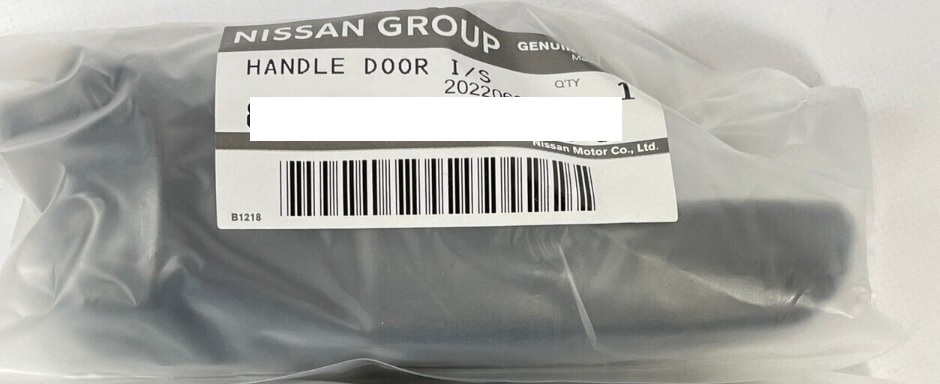 NISSAN GROUP
HANDLE DOOR I/S
QTY 1
Nissan Motor Co., Ltd.
B1218